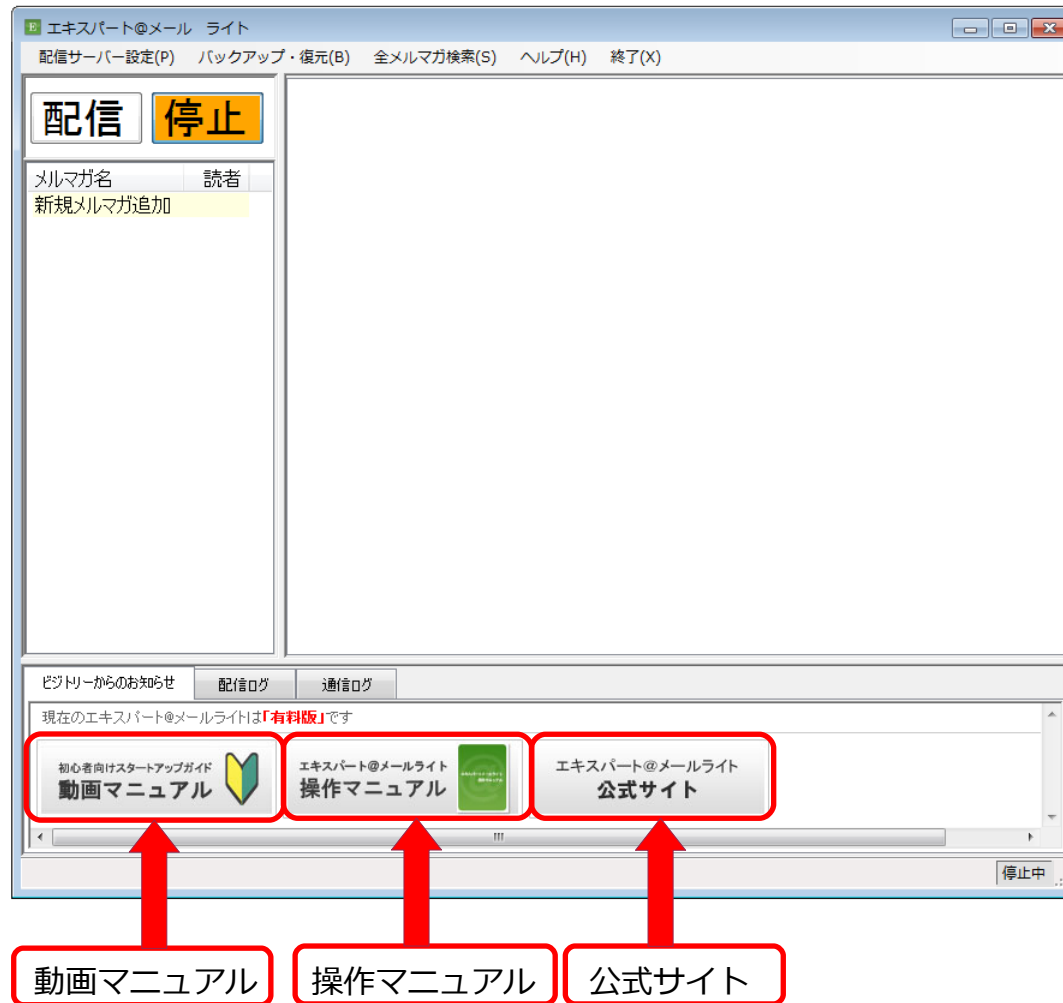 エキスパート@メール　ライト
配信サーバー設定(P) バックアップ・復元(B) 全メルマガ検索(S) ヘルプ(H) 終了(X)
配信 停止
メルマガ名 読者
新規メルマガ追加
ビジトリーからのお知らせ 配信ログ 通信ログ
現在のエキスパート@メールライトは「有料版」です
初心者向けスタートアップガイド
動画マニュアル
エキスパート@メールライト
操作マニュアル
エキスパート@メールライト
公式サイト
停止中
動画マニュアル 操作マニュアル 公式サイト